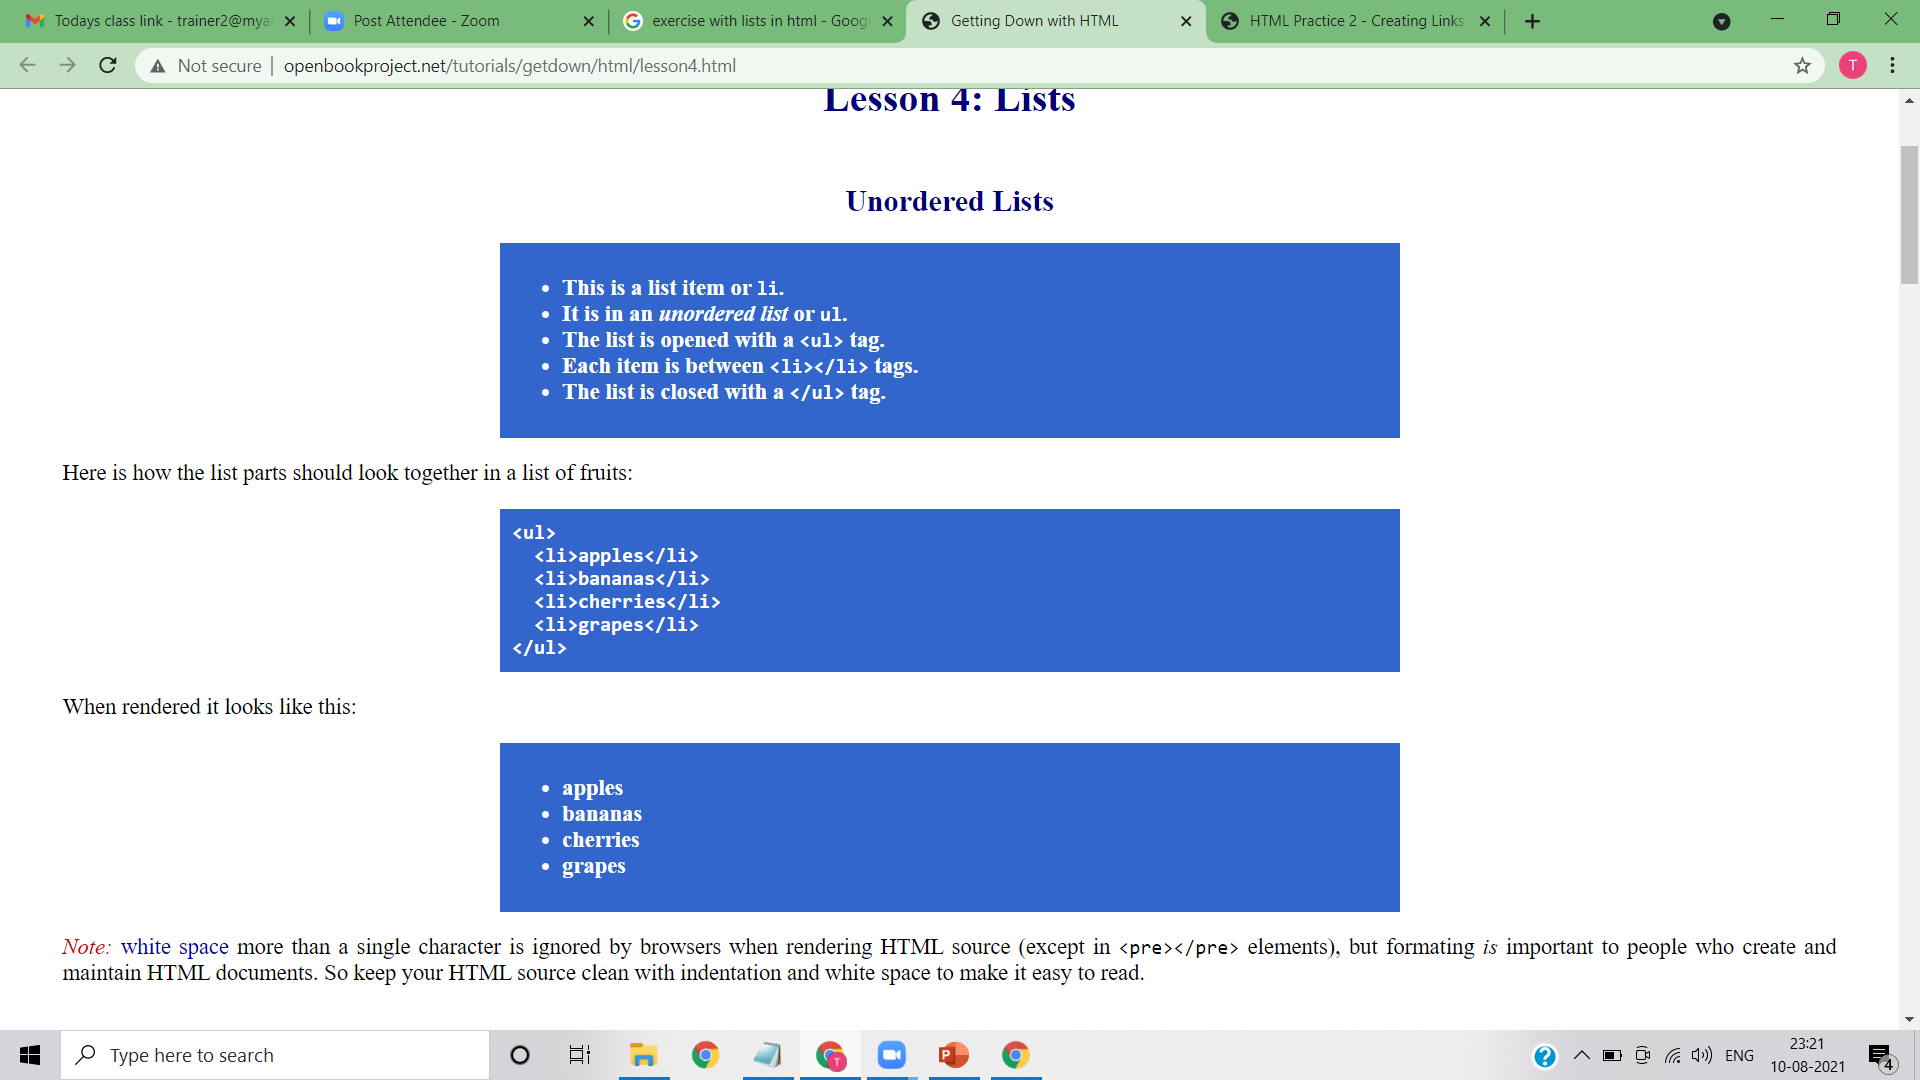 Todays class link - trainer2@mya
Post Attendee - Zoom
exercise with lists in html - Goog
Getting Down with HTML
HTML Practice 2 - Creating Links
Not secure | openbookproject.net/tutorials/getdown/html/lesson4.html
T
Lesson 4: Lists
Unordered Lists
• This is a list item or li.
• It is in an unordered list or ul.
• The list is opened with a <ul> tag.
• Each item is between <li></li> tags.
• The list is closed with a </ul> tag.
Here is how the list parts should look together in a list of fruits:
<ul>
  <li>apples</li>
  <li>bananas</li>
  <li>cherries</li>
  <li>grapes</li>
</ul>
When rendered it looks like this:
• apples
• bananas
• cherries
• grapes
Note: white space more than a single character is ignored by browsers when rendering HTML source (except in <pre></pre> elements), but formating is important to people who create and
maintain HTML documents. So keep your HTML source clean with indentation and white space to make it easy to read.
Type here to search
ENG
23:21
10-08-2021
4